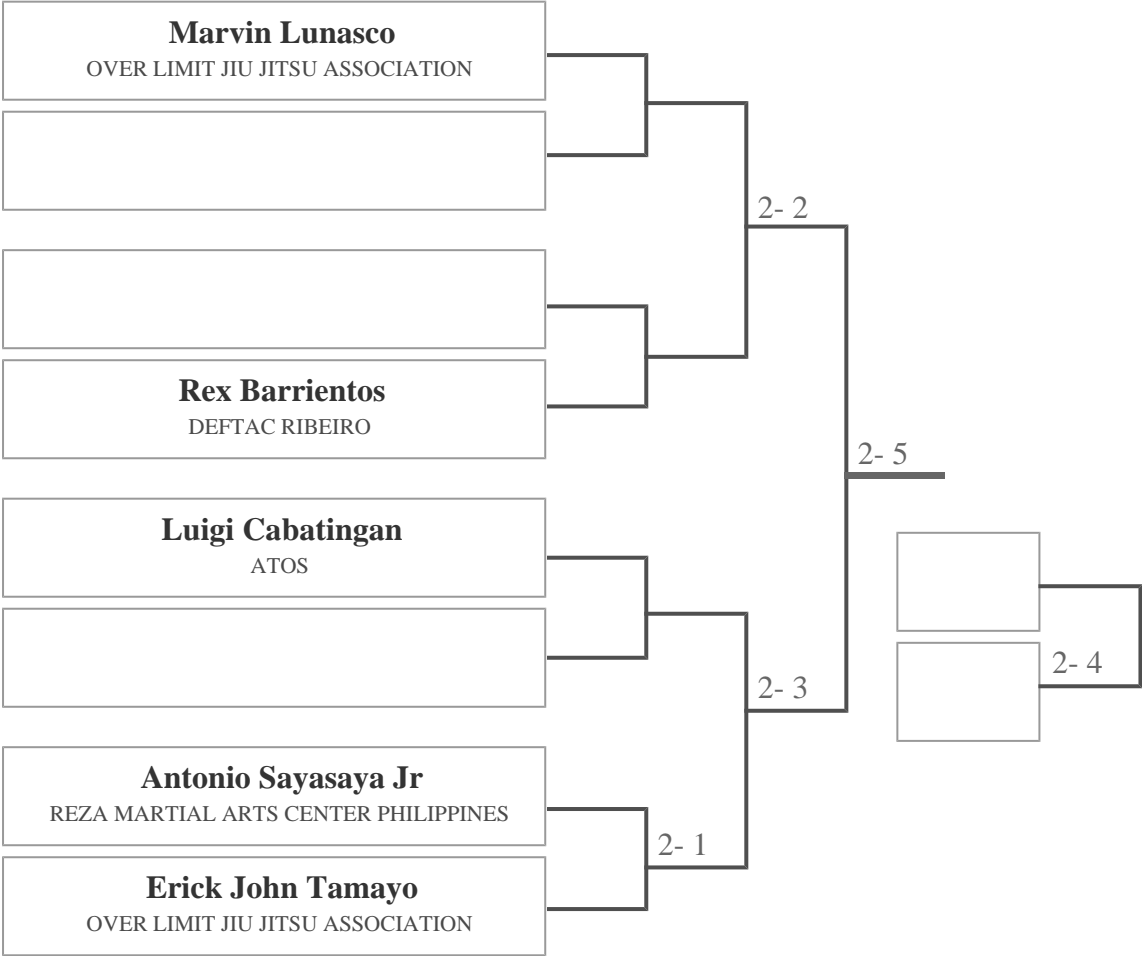 Marvin Lunasco
OVER LIMIT JIU JITSU ASSOCIATION
2- 2
Rex Barrientos
DEFTAC RIBEIRO
2- 5
Luigi Cabatingan
ATOS
2- 4
2- 3
Antonio Sayasaya Jr
REZA MARTIAL ARTS CENTER PHILIPPINES
2- 1
Erick John Tamayo
OVER LIMIT JIU JITSU ASSOCIATION